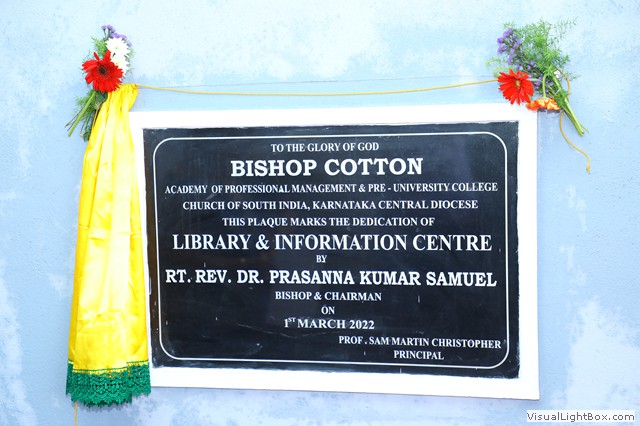 TO THE GLORY OF GOD
BISHOP COTTON
ACADEMY OF PROFESSIONAL MANAGEMENT & PRE - UNIVERSITY COLLEGE
CHURCH OF SOUTH INDIA, KARNATAKA CENTRAL DIOCESE
THIS PLAQUE MARKS THE DEDICATION OF
LIBRARY & INFORMATION CENTRE
BY
RT. REV. DR. PRASANNA KUMAR SAMUEL
BISHOP & CHAIRMAN
ON
1ST MARCH 2022
PROF . SAM MARTIN CHRISTOPHER
PRINCIPAL
VisualLightBox.com